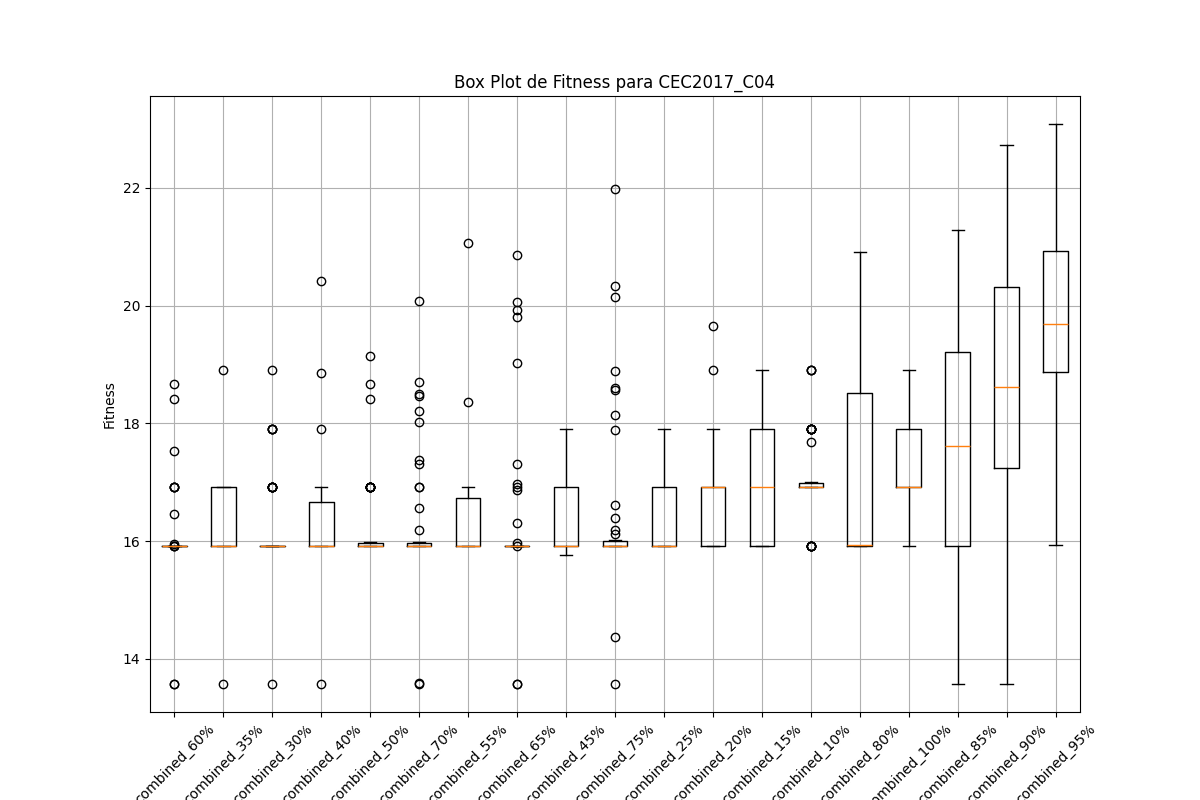 Box Plot de Fitness para CEC2017_C04
Fitness
22
20
18
16
14
combined_60%
combined_35%
combined_30%
combined_40%
combined_50%
combined_70%
combined_55%
combined_65%
combined_45%
combined_75%
combined_25%
combined_20%
combined_15%
combined_10%
combined_80%
ombined_100%
combined_85%
combined_90%
combined_95%